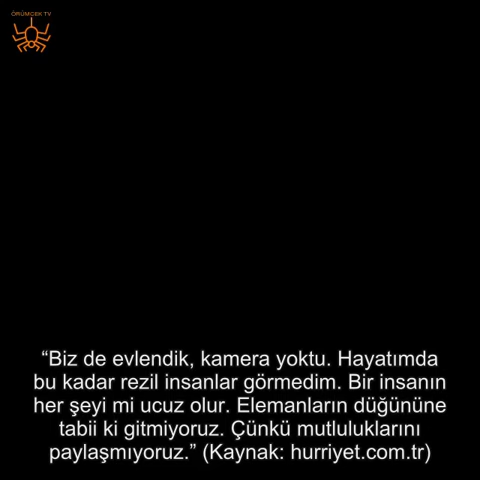 ÖRÜMCEK TV
“Biz de evlendik, kamera yoktu. Hayatımda
bu kadar rezil insanlar görmedim. Bir insanın
her şeyi mi ucuz olur. Elemanların düğününe
tabii ki gitmiyoruz. Çünkü mutluluklarını
paylaşmıyoruz.” (Kaynak: hurriyet.com.tr)